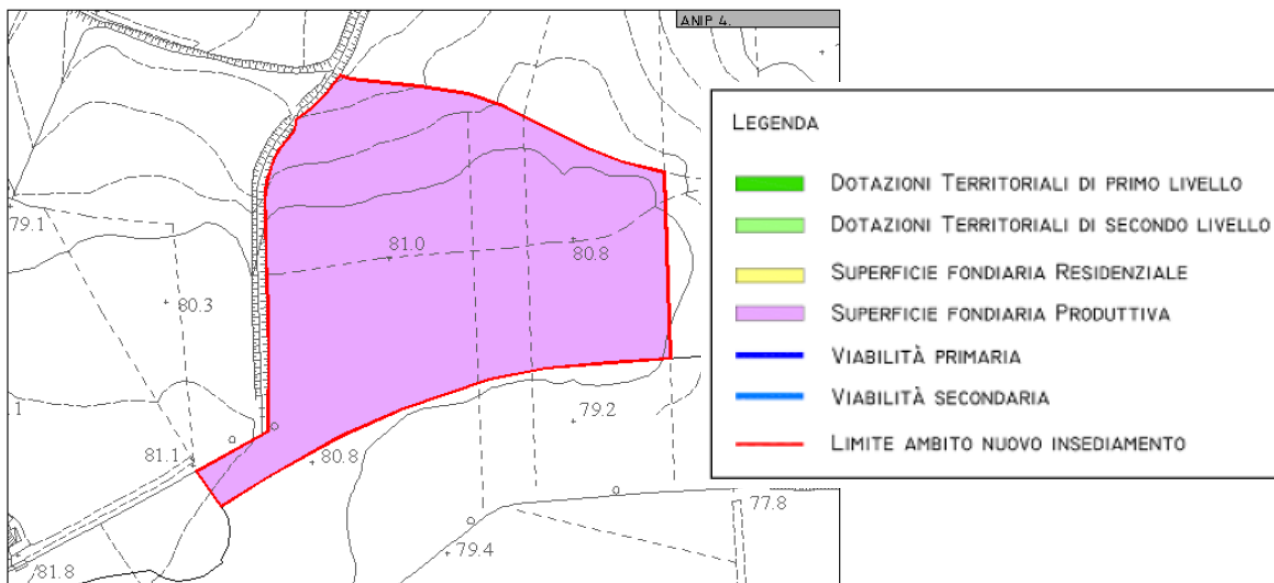 ANIP 4.
79.1
81.0
80.8
80.3
.1
79.2
81.1
80.8
77.8
79.4
81.8
LEGENDA
DOTAZIONI TERRITORIALI DI PRIMO LIVELLO
DOTAZIONI TERRITORIALI DI SECONDO LIVELLO
SUPERFICIE FONDIARIA RESIDENZIALE
SUPERFICIE FONDIARIA PRODUTTIVA
VIABILITÀ PRIMARIA
VIABILITÀ SECONDARIA
LIMITE AMBITO NUOVO INSEDIAMENTO